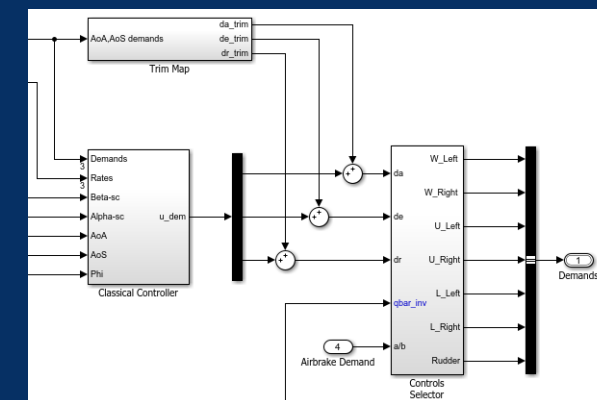 da_trim
AoA,AoS demands
de_trim
dr_trim
Trim Map
Demands
3
Rates
3
Beta-sc
Alpha-sc
u_dem
AoA
AoS
Phi
Classical Controller
+
+
+
+
+
+
W_Left
da
W_Right
de
U_Left
dr
U_Right
qbar_inv
L_Left
L_Right
a/b
Rudder
4
Airbrake Demand
Controls
Selector
1
Demands